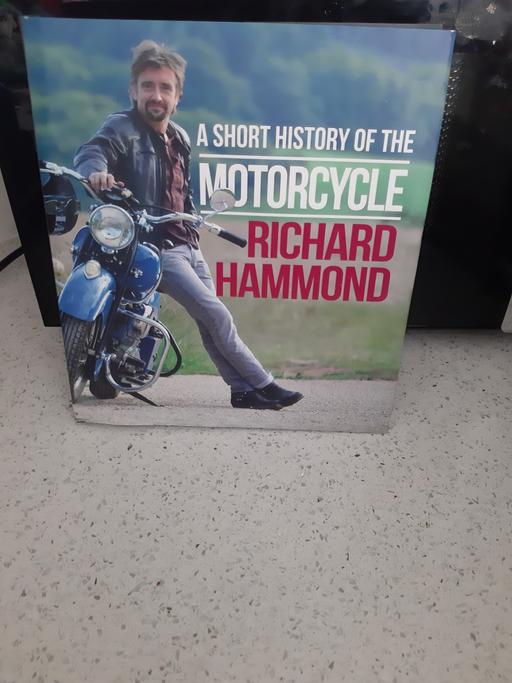 A SHORT HISTORY OF THE
MOTORCYCLE
RICHARD
HAMMOND